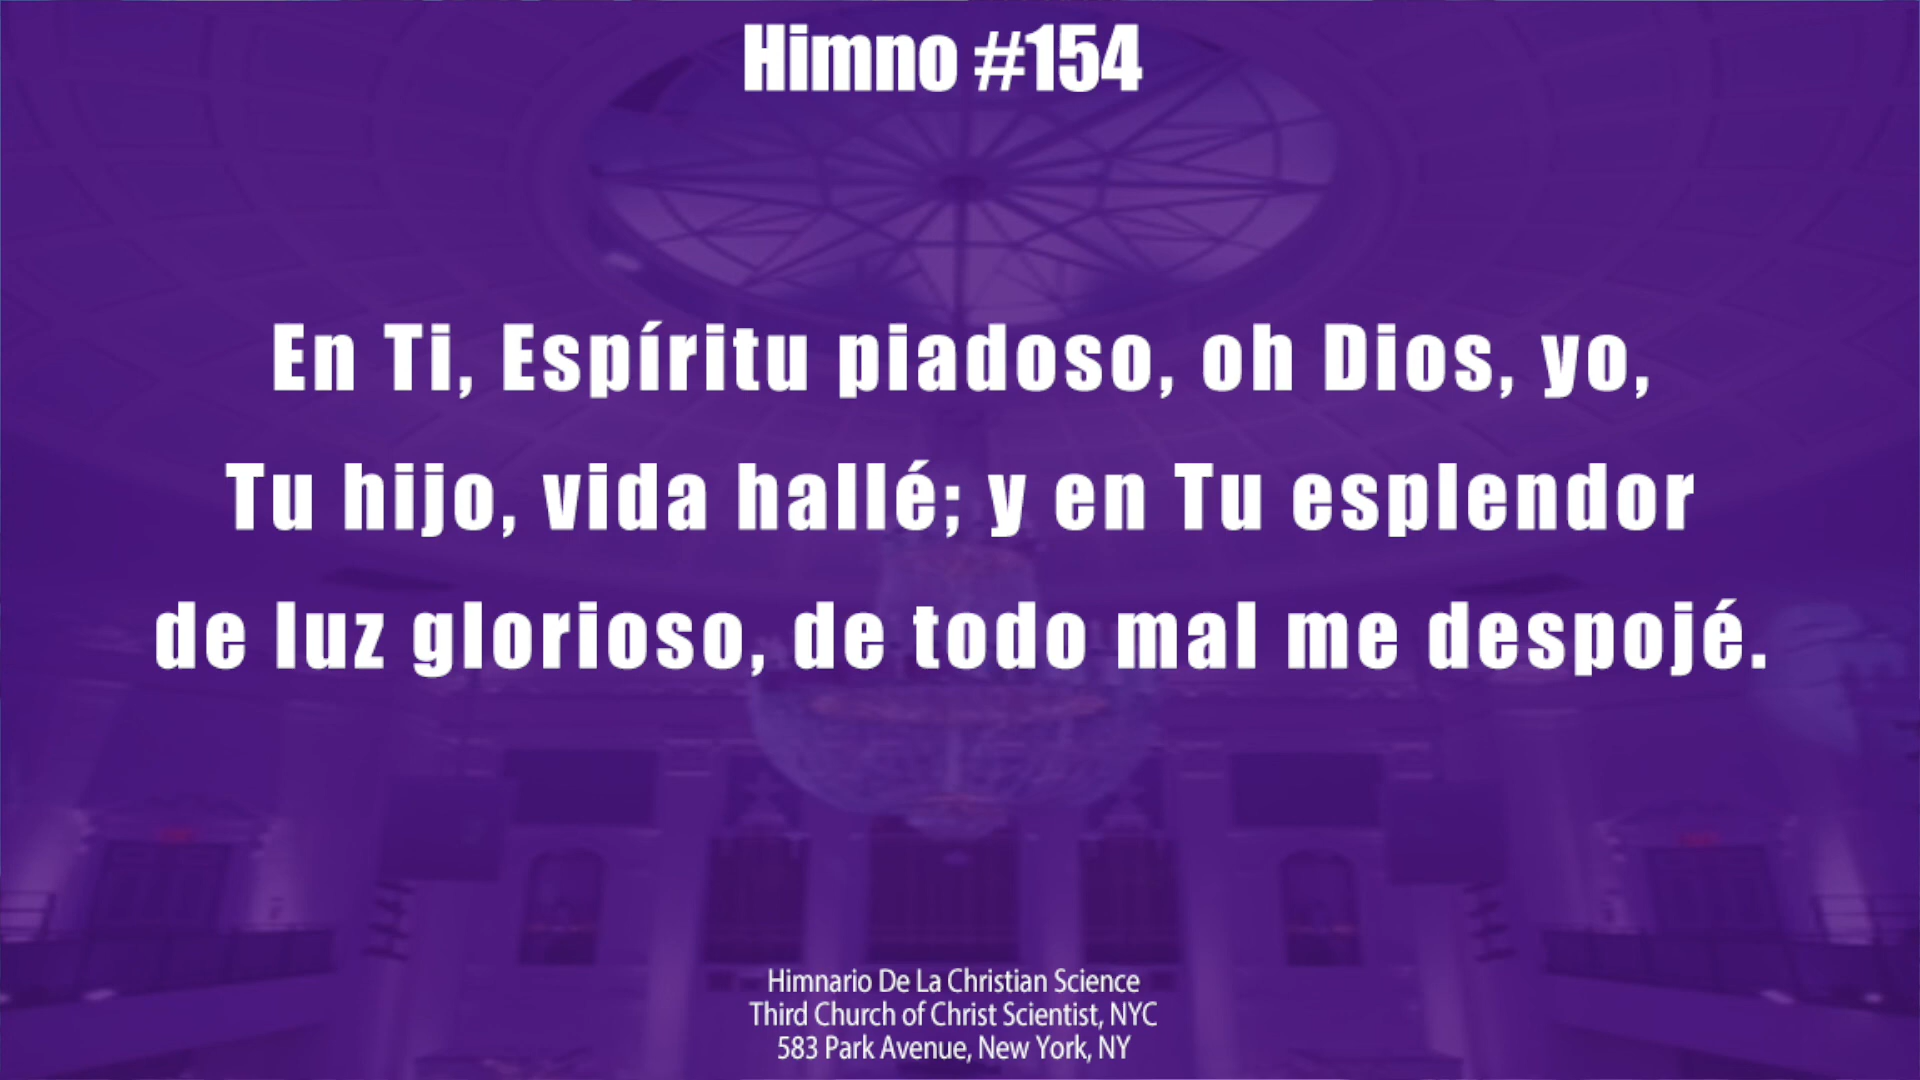 Himno #154
En Ti, Espíritu piadoso, oh Dios, yo,
Tu hijo, vida hallé; y en Tu esplendor
de luz glorioso, de todo mal me despojé.
Himnario De La Christian Science
Third Church of Christ Scientist, NYC
583 Park Avenue, New York, NY